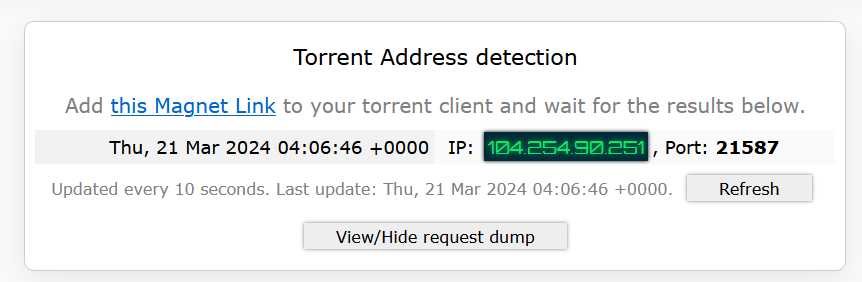 Torrent Address detection
Add this Magnet Link to your torrent client and wait for the results below.
Thu, 21 Mar 2024 04:06:46 +0000 IP: 104.254.90.251, Port: 21587
Updated every 10 seconds. Last update: Thu, 21 Mar 2024 04:06:46 +0000. Refresh
View/Hide request dump